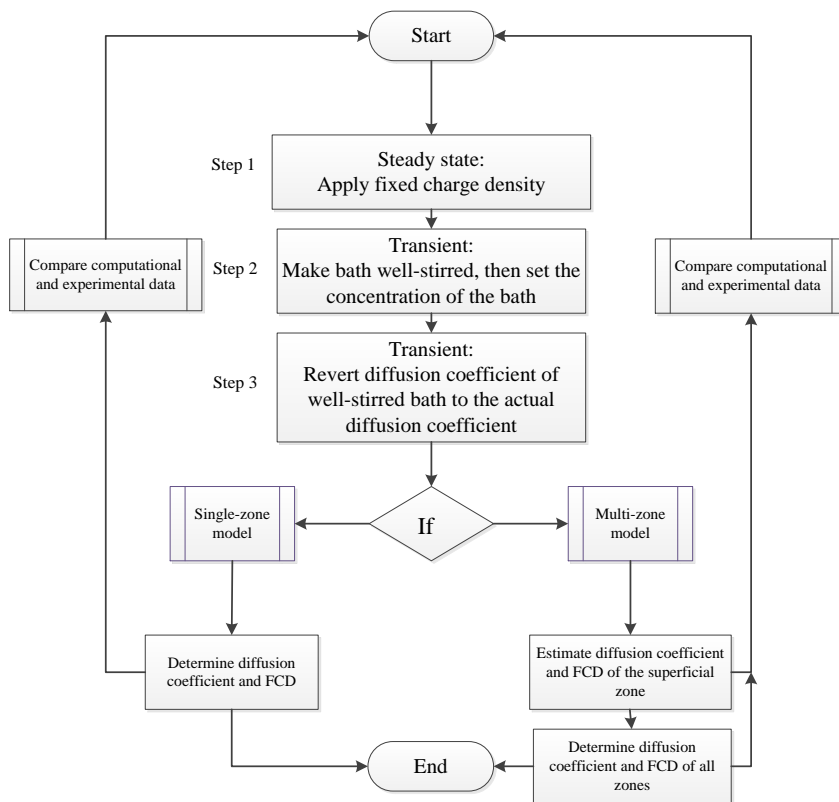 Start
Step 1
Steady state:
Apply fixed charge density
Compare computational
and experimental data
Step 2
Transient:
Make bath well-stirred, then set the
concentration of the bath
Compare computational
and experimental data
Step 3
Transient:
Revert diffusion coefficient of
well-stirred bath to the actual
diffusion coefficient
Single-zone
model
If
Multi-zone
model
Determine diffusion
coefficient and FCD
Estimate diffusion coefficient
and FCD of the superficial
zone
End
Determine diffusion
coefficient and FCD of all
zones